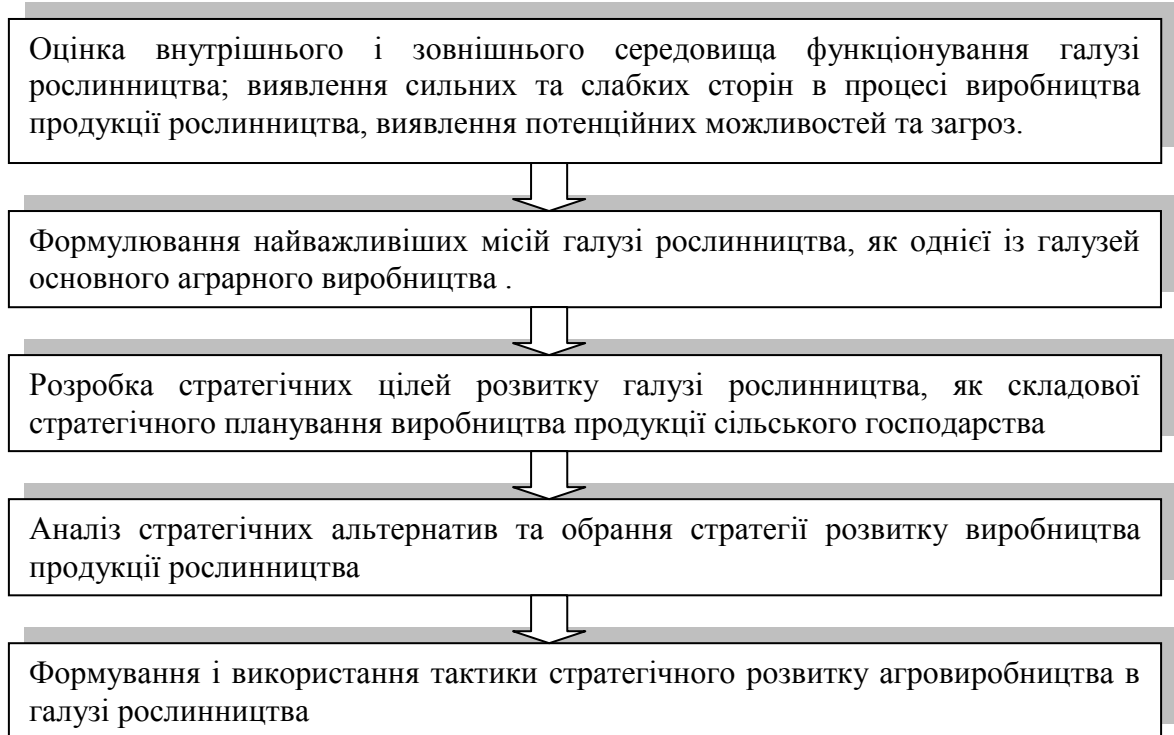 Оцінка внутрішнього і зовнішнього середовища функціонування галузі
рослинництва; виявлення сильних та слабких сторін в процесі виробництва
продукції рослинництва, виявлення потенційних можливостей та загроз.
Формулювання найважливіших місій галузі рослинництва, як однієї із галузей
основного аграрного виробництва .
Розробка стратегічних цілей розвитку галузі рослинництва, як складової
стратегічного планування виробництва продукції сільського господарства
Аналіз стратегічних альтернатив та обрання стратегії розвитку виробництва
продукції рослинництва
Формування і використання тактики стратегічного розвитку агровиробництва в
галузі рослинництва